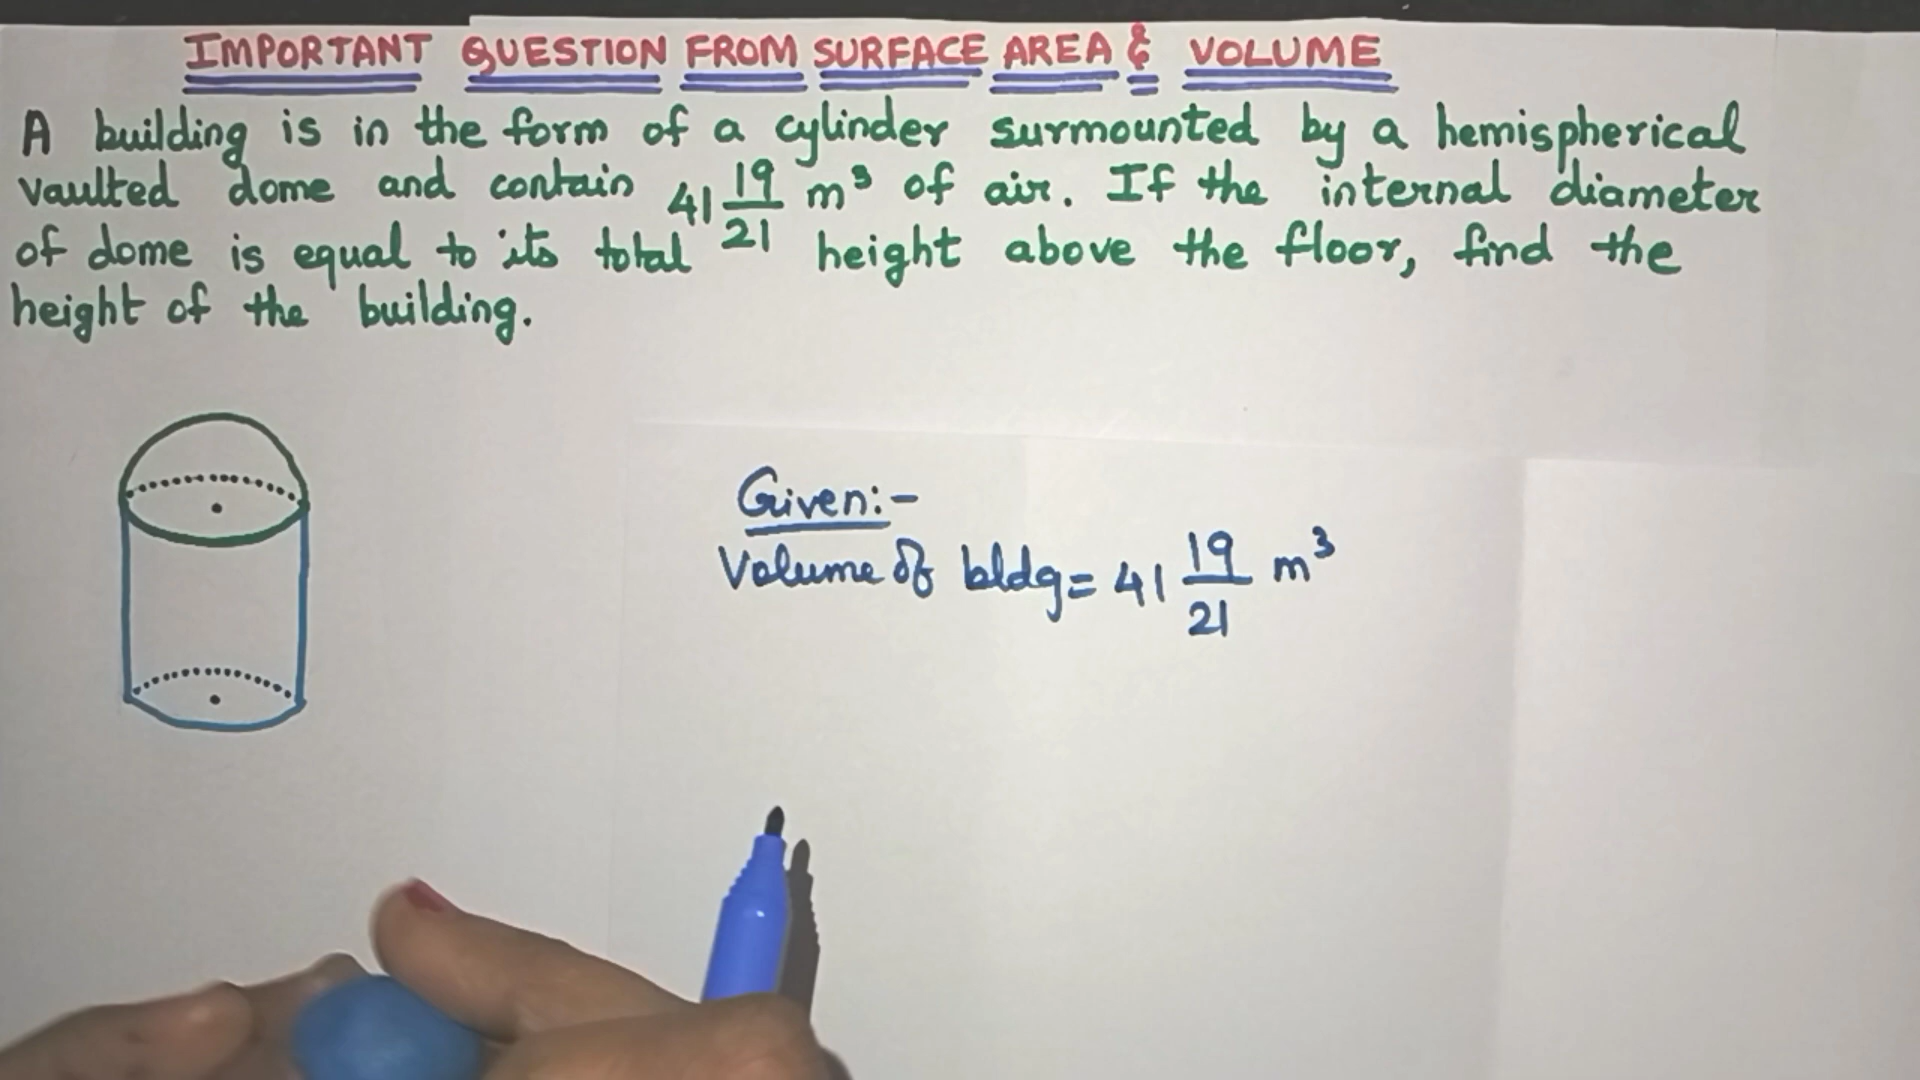 IMPORTANT QUESTION FROM SURFACE AREA & VOLUME
A building is in the form of a cylinder surmounted by a hemispherical
vaulted dome and contain 41 19/21 m³ of air. If the internal diameter
of dome is equal to its total height above the floor, find the
height of the building.
Given:-
Volume of bldg = 41 19/21 m³